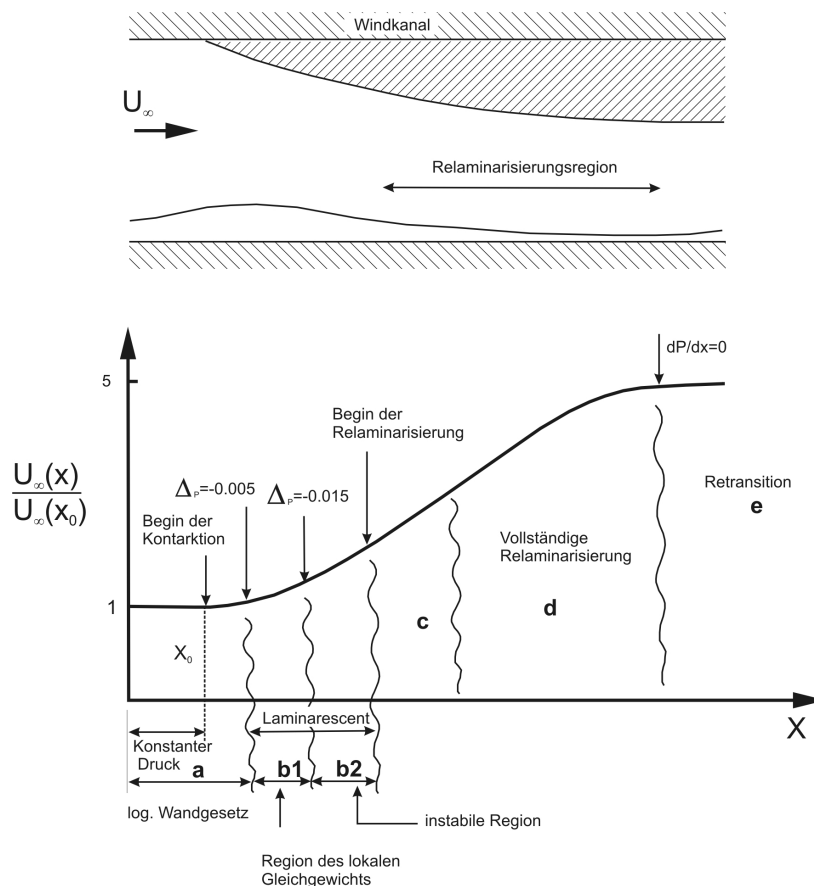 Windkanal
U∞
Relaminarisierungsregion
dP/dx=0
5
Begin der
Relaminarisierung
U∞(x)
U∞(x₀)
Δₚ=-0.005
Δₚ=-0.015
Retransition
e
Begin der
Kontarktion
Vollständige
Relaminarisierung
1
c
d
X₀
X
Laminarescent
Konstanter
Druck
a
b1
b2
log. Wandgesetz
instabile Region
Region des lokalen
Gleichgewichts